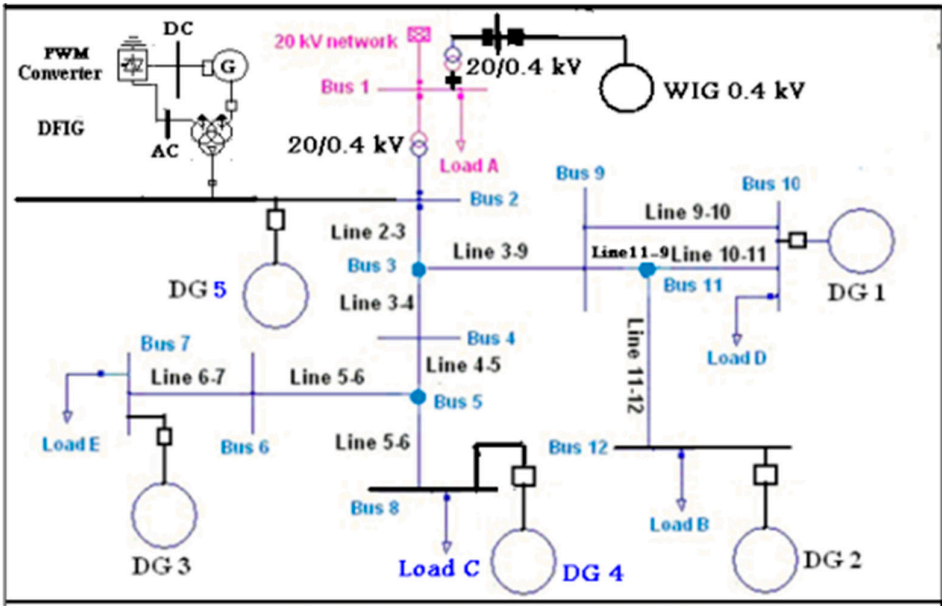 DC
PWM
Converter
G
DFIG
AC
20 kV network
20/0.4 kV
WIG 0.4 kV
Bus 1
20/0.4 kV
Load A
Bus 2
Bus 9
Bus 10
Line 9-10
Line 2-3
Line 3-9
Line11-9
Line 10-11
Bus 3
Bus 11
DG 1
DG 5
Line 3-4
Bus 4
Load D
Bus 7
Line 6-7
Line 5-6
Line 4-5
Bus 5
Line 11-12
Load E
Bus 6
Line 5-6
Bus 12
Bus 8
Load B
DG 3
Load C
DG 4
DG 2